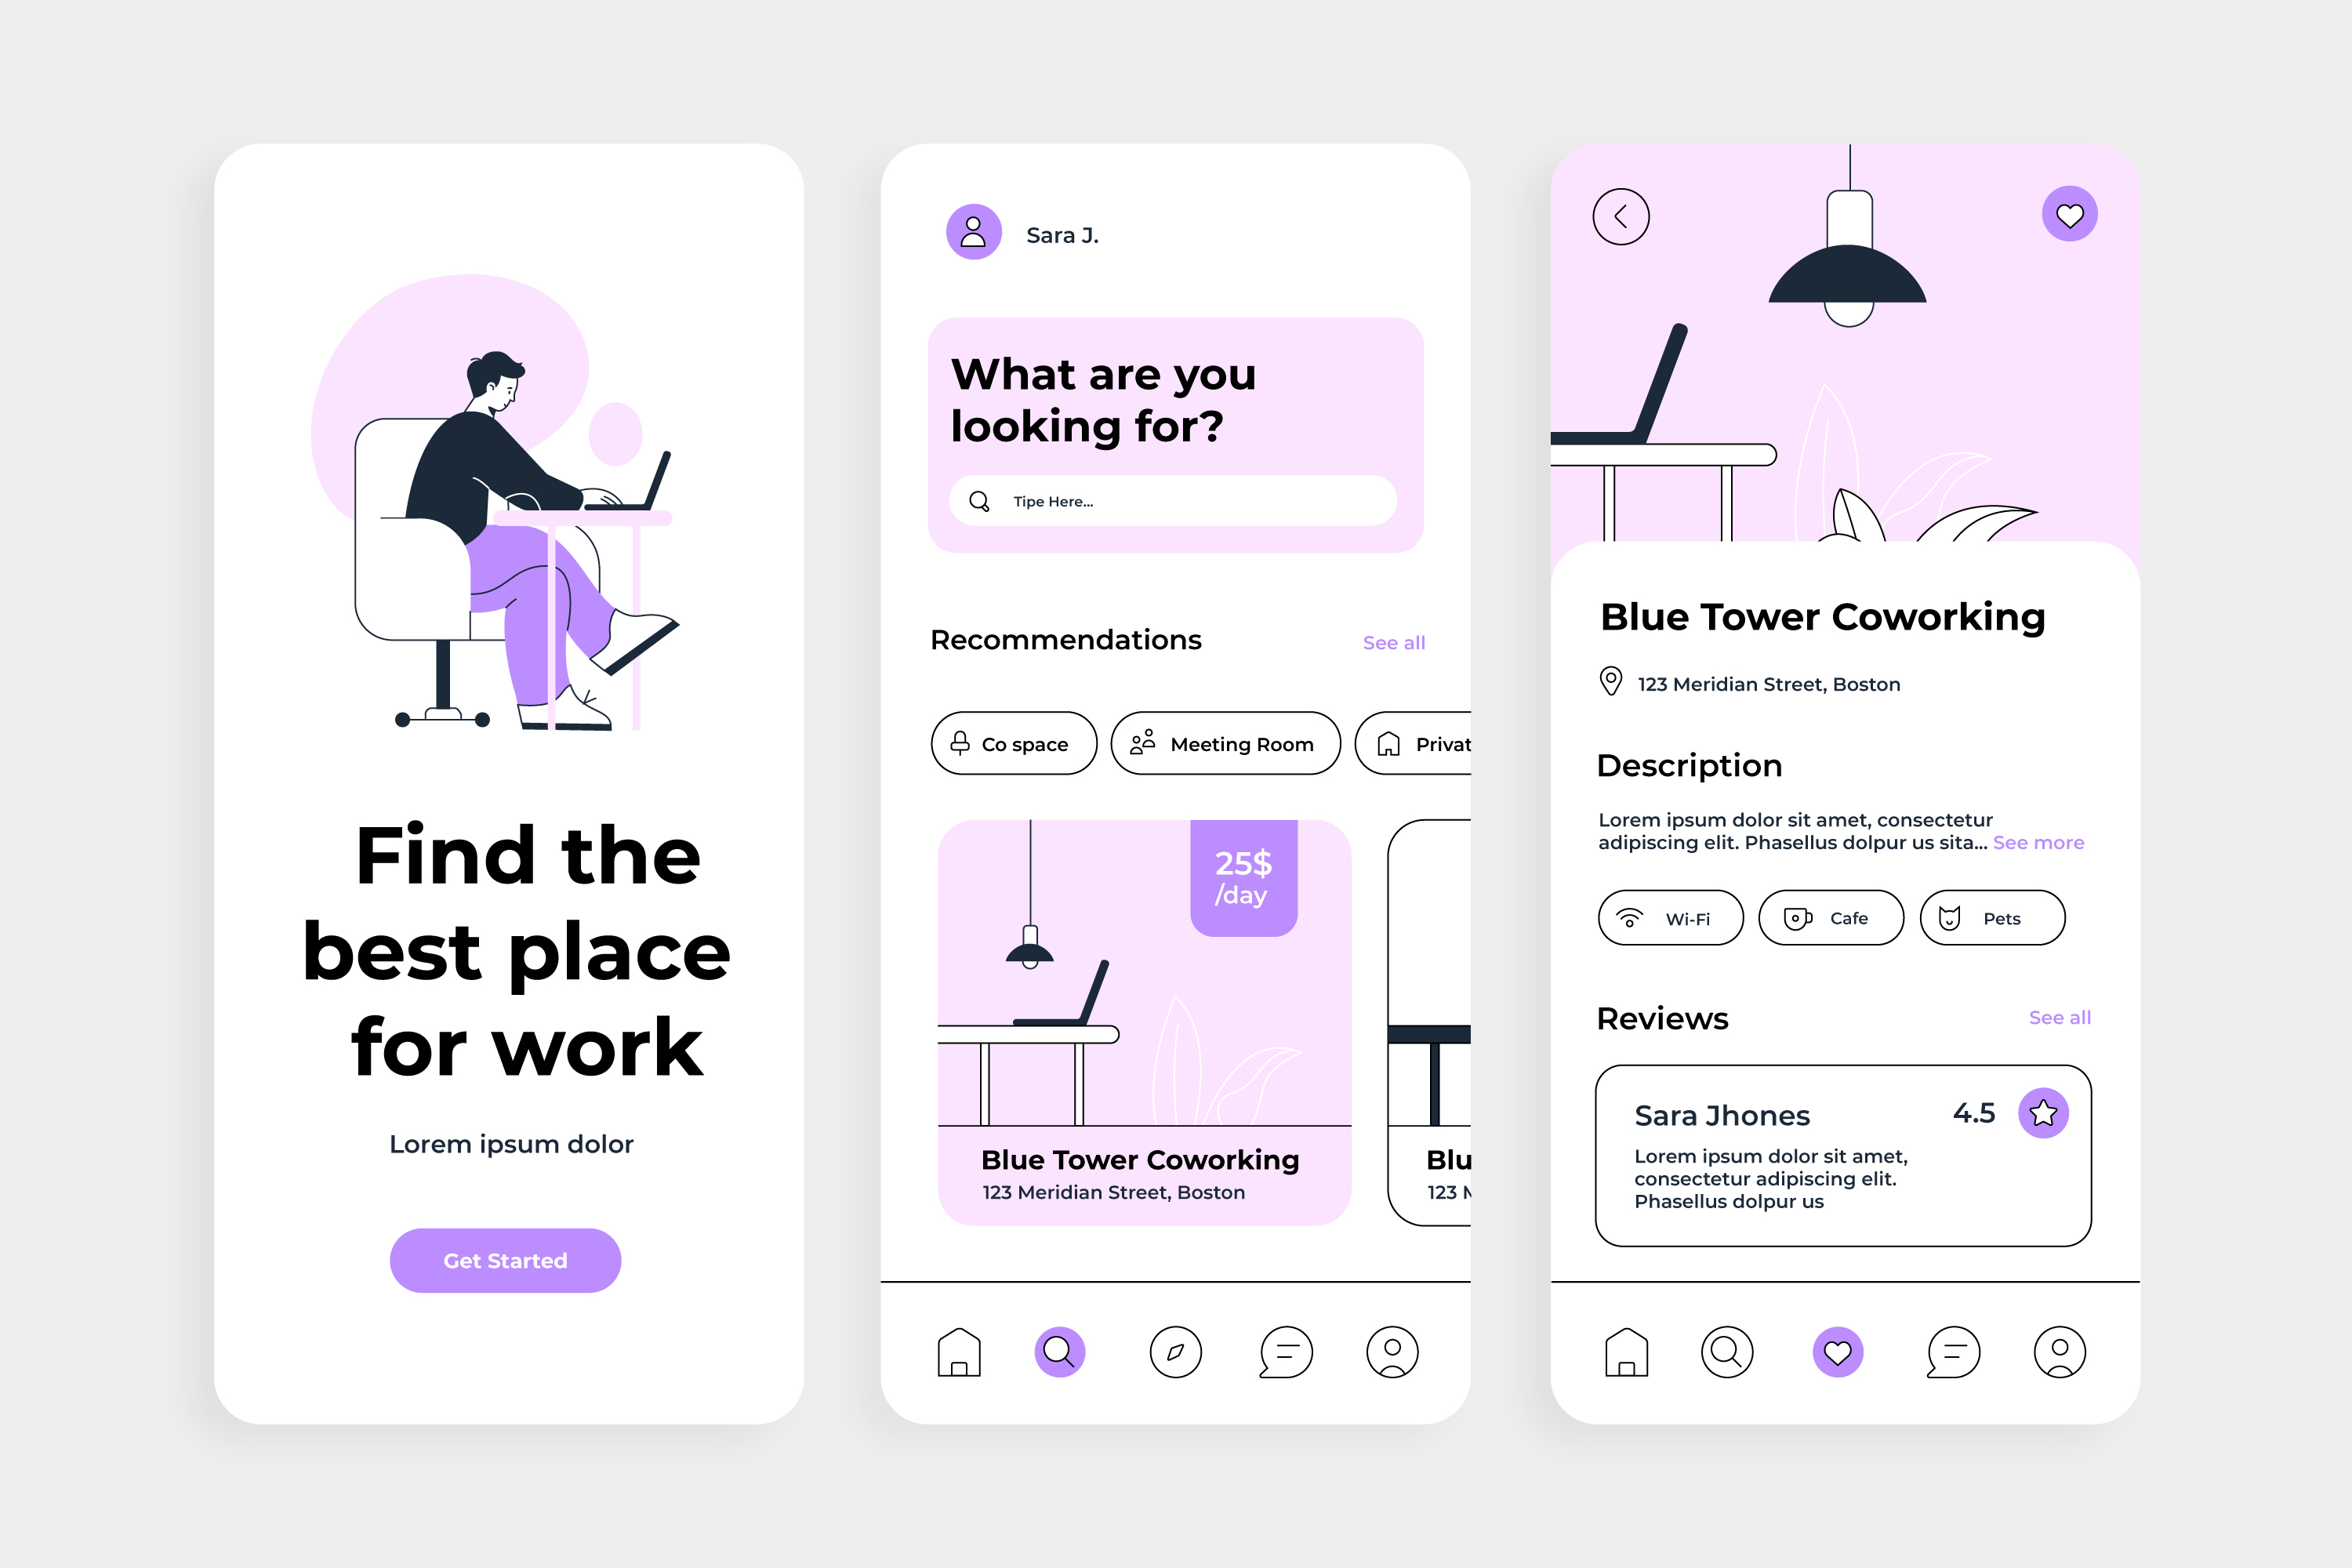 Find the
best place
for work
Lorem ipsum dolor
Get Started
Sara J.
What are you
looking for?
Tipe Here...
Recommendations
See all
Co space
Meeting Room
Privat
25$
/day
Blue Tower Coworking
123 Meridian Street, Boston
Blu
123 M
Blue Tower Coworking
123 Meridian Street, Boston
Description
Lorem ipsum dolor sit amet, consectetur
adipiscing elit. Phasellus dolpur us sita... See more
Wi-Fi
Cafe
Pets
Reviews
See all
Sara Jhones
4.5
Lorem ipsum dolor sit amet,
consectetur adipiscing elit.
Phasellus dolpur us